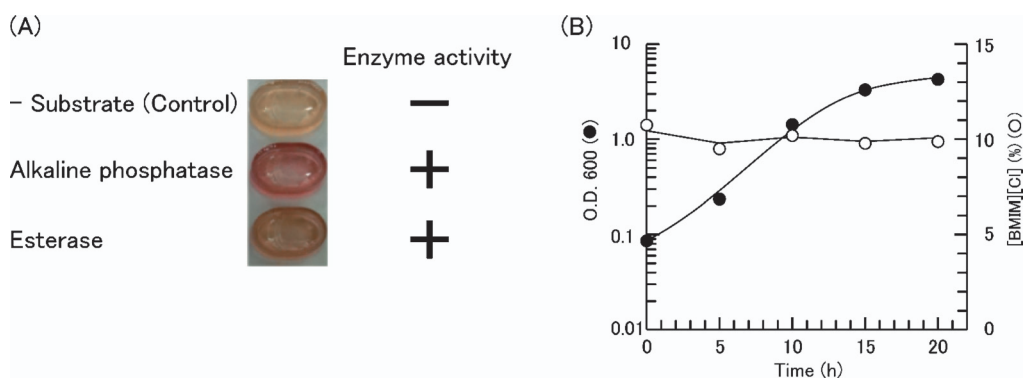 (A)
Enzyme activity
- Substrate (Control) −
Alkaline phosphatase +
Esterase +
(B)
O.D. 600 (●)
10
1.0
0.1
0.01
15
10
5
0
[BMIM][Cl] (%) (○)
0 5 10 15 20
Time (h)